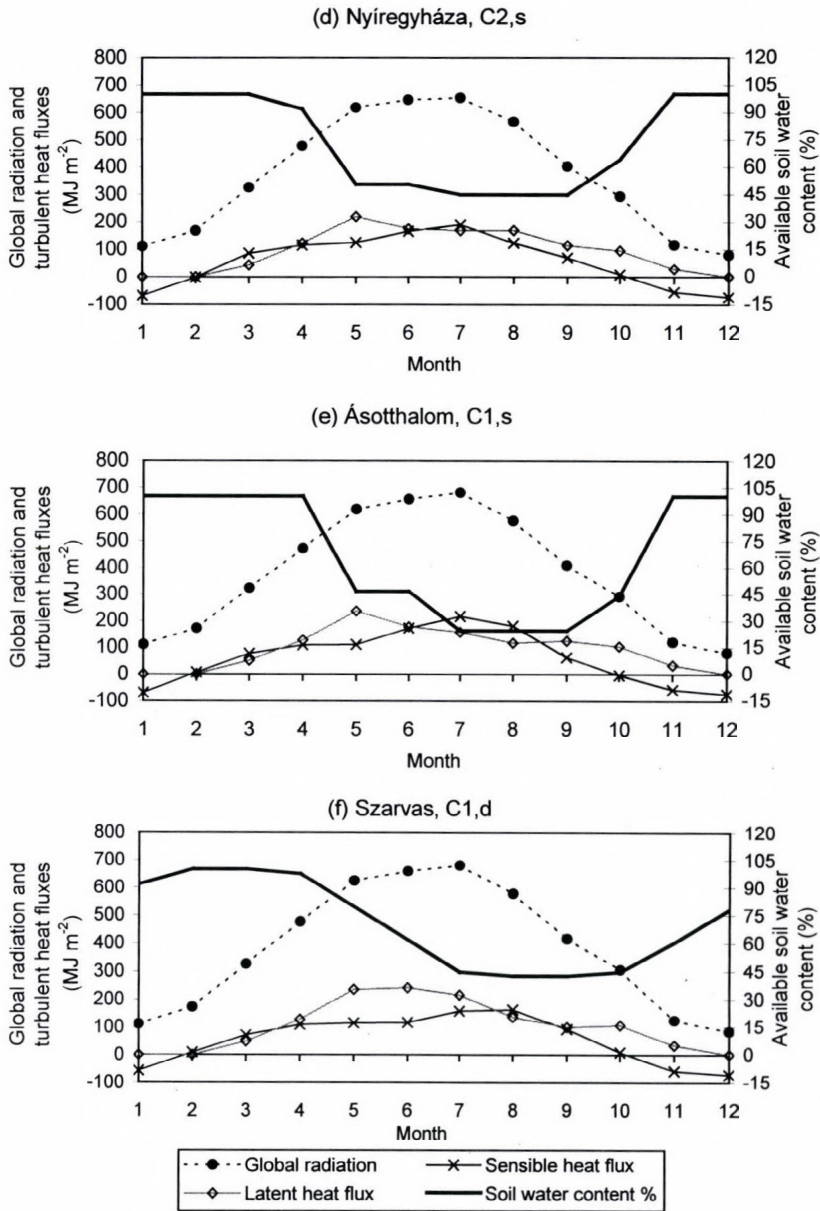 (d) Nyíregyháza, C2,s
Global radiation and
turbulent heat fluxes
(MJ m⁻²)
800
700
600
500
400
300
200
100
0
-100
120
105
90
75
60
45
30
15
0
-15
Available soil water
content (%)
1 2 3 4 5 6 7 8 9 10 11 12
Month
(e) Ásotthalom, C1,s
Global radiation and
turbulent heat fluxes
(MJ m⁻²)
800
700
600
500
400
300
200
100
0
-100
120
105
90
75
60
45
30
15
0
-15
Available soil water
content (%)
1 2 3 4 5 6 7 8 9 10 11 12
Month
(f) Szarvas, C1,d
Global radiation and
turbulent heat fluxes
(MJ m⁻²)
800
700
600
500
400
300
200
100
0
-100
120
105
90
75
60
45
30
15
0
-15
Available soil water
content (%)
1 2 3 4 5 6 7 8 9 10 11 12
Month
Global radiation Sensible heat flux
Latent heat flux Soil water content %